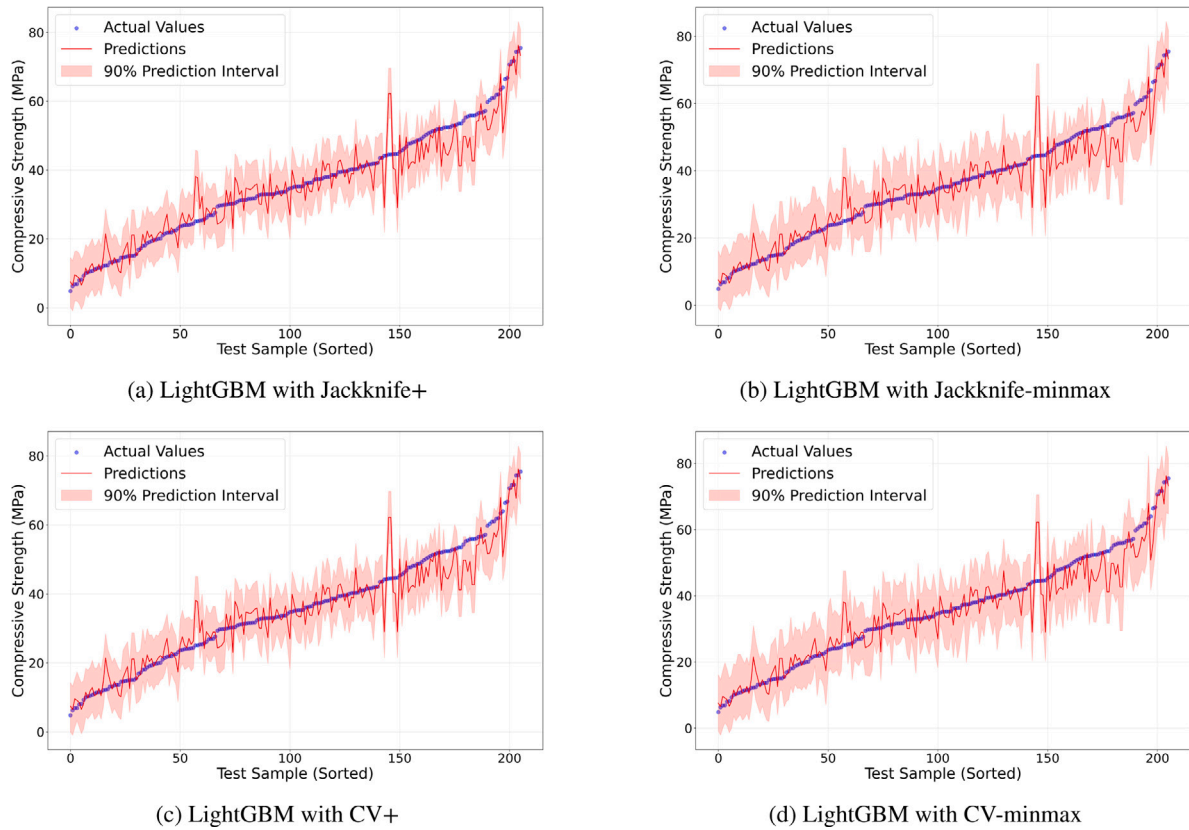 Compressive Strength (MPa)
80
60
40
20
0
Actual Values
Predictions
90% Prediction Interval
0 50 100 150 200
Test Sample (Sorted)
(a) LightGBM with Jackknife+
Compressive Strength (MPa)
80
60
40
20
0
Actual Values
Predictions
90% Prediction Interval
0 50 100 150 200
Test Sample (Sorted)
(b) LightGBM with Jackknife-minmax
Compressive Strength (MPa)
80
60
40
20
0
Actual Values
Predictions
90% Prediction Interval
0 50 100 150 200
Test Sample (Sorted)
(c) LightGBM with CV+
Compressive Strength (MPa)
80
60
40
20
0
Actual Values
Predictions
90% Prediction Interval
0 50 100 150 200
Test Sample (Sorted)
(d) LightGBM with CV-minmax